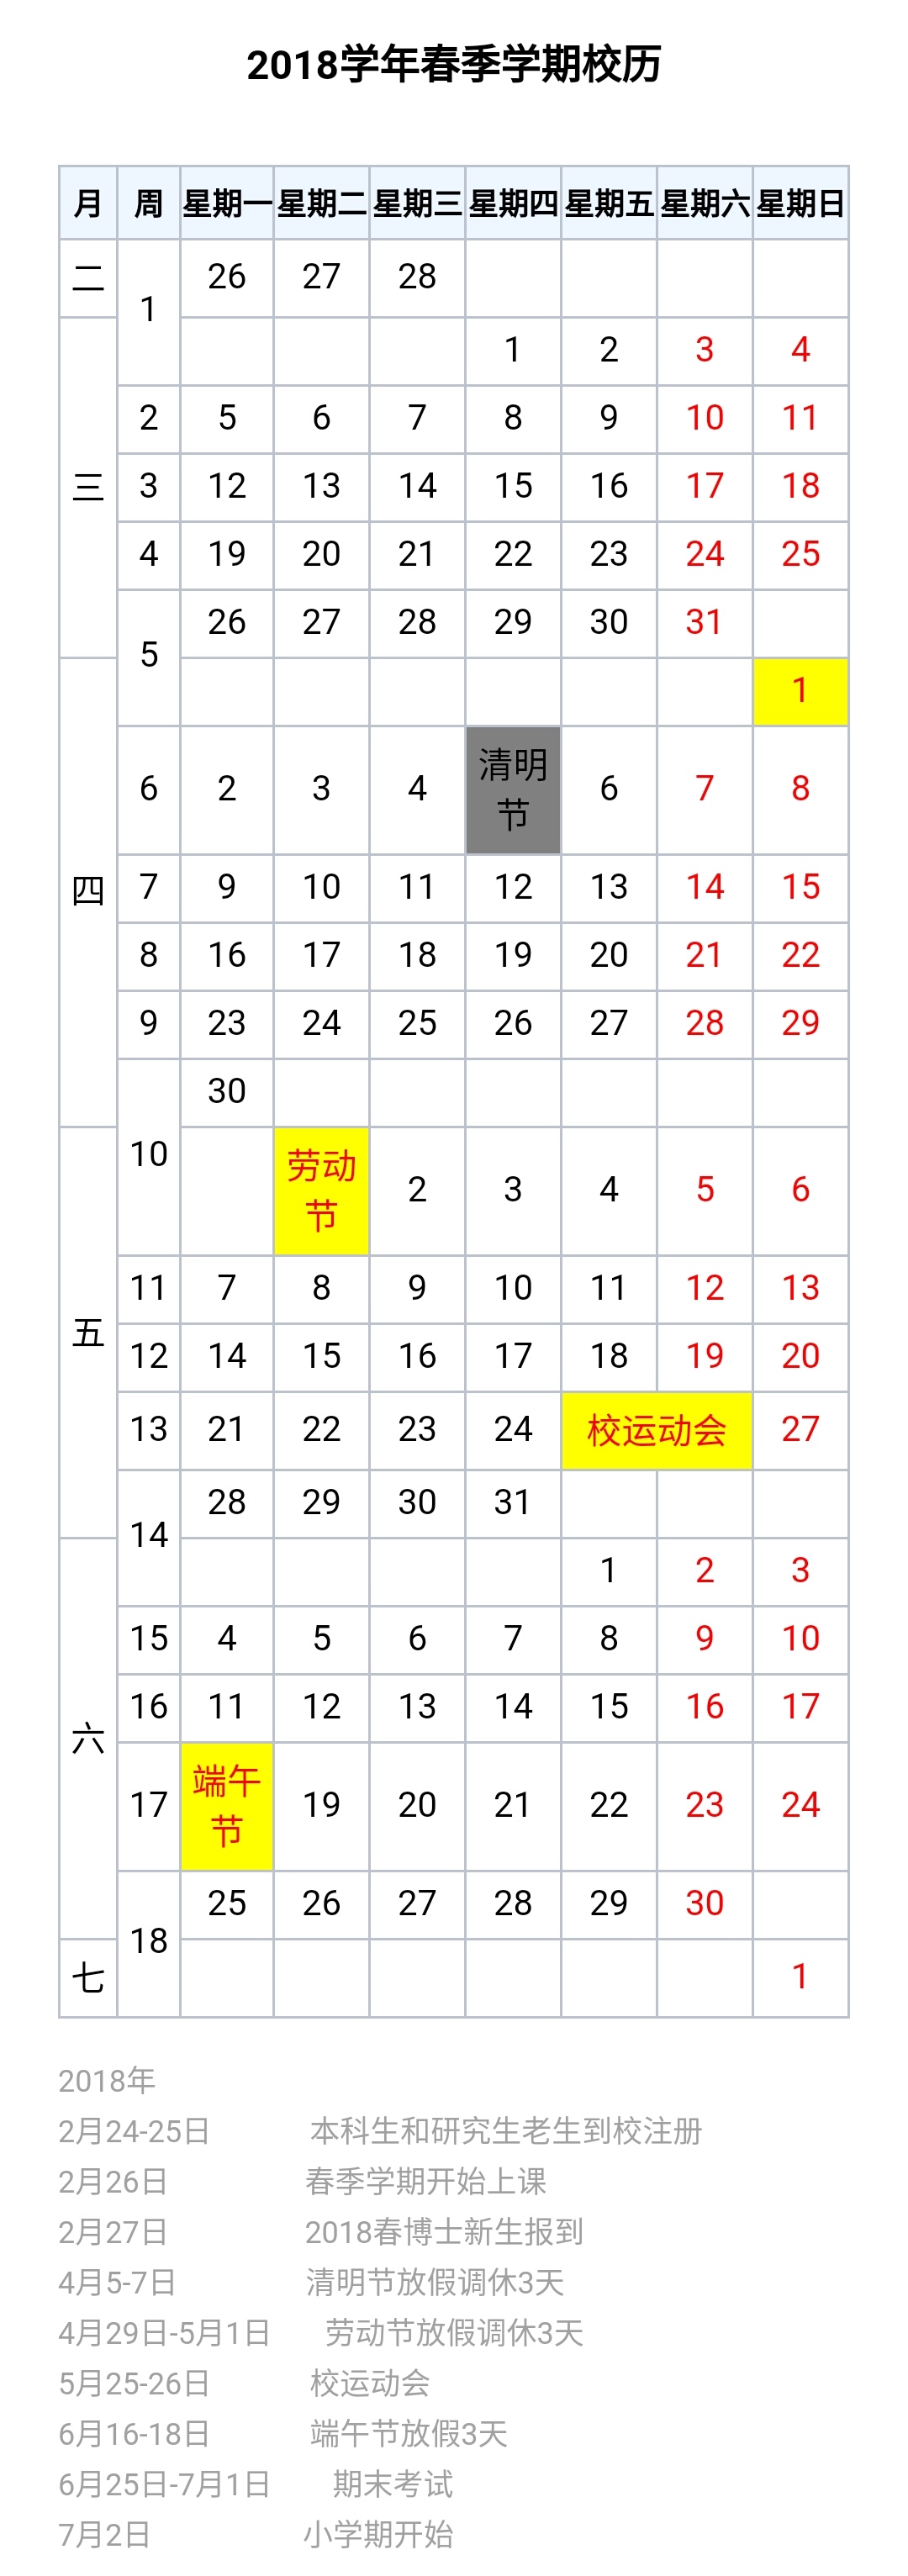 2018学年春季学期校历
月 周 星期一 星期二 星期三 星期四 星期五 星期六 星期日
二 1 26 27 28
三 1 2 3 4
2 5 6 7 8 9 10 11
3 12 13 14 15 16 17 18
4 19 20 21 22 23 24 25
5 26 27 28 29 30 31
四 1
6 2 3 4 清明节 6 7 8
7 9 10 11 12 13 14 15
8 16 17 18 19 20 21 22
9 23 24 25 26 27 28 29
10 30
五 劳动节 2 3 4 5 6
11 7 8 9 10 11 12 13
12 14 15 16 17 18 19 20
13 21 22 23 24 校运动会 27
14 28 29 30 31
六 1 2 3
15 4 5 6 7 8 9 10
16 11 12 13 14 15 16 17
17 端午节 19 20 21 22 23 24
18 25 26 27 28 29 30
七 1
2018年
2月24-25日 本科生和研究生老生到校注册
2月26日 春季学期开始上课
2月27日 2018春博士新生报到
4月5-7日 清明节放假调休3天
4月29日-5月1日 劳动节放假调休3天
5月25-26日 校运动会
6月16-18日 端午节放假3天
6月25日-7月1日 期末考试
7月2日 小学期开始